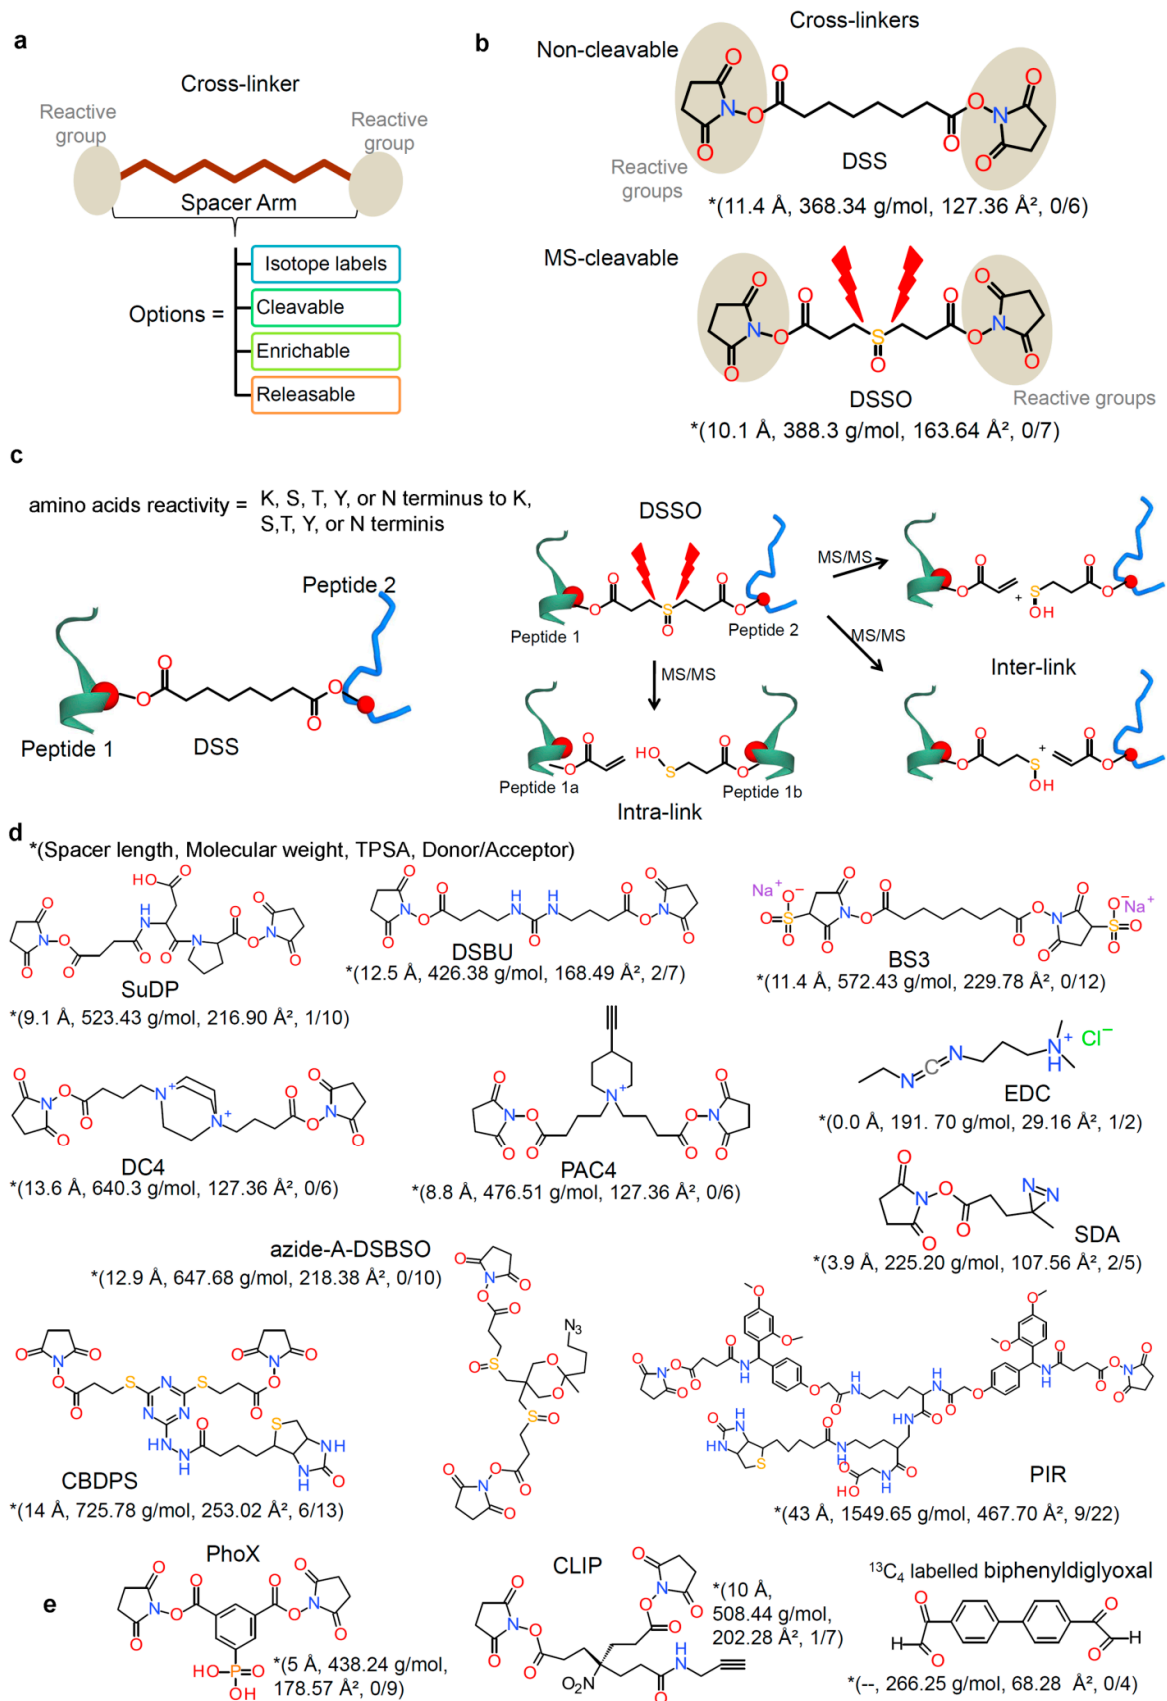 a
Cross-linker
Reactive
group
Reactive
group
Spacer Arm
Options =
Isotope labels
Cleavable
Enrichable
Releasable
b
Cross-linkers
Non-cleavable
Reactive
groups
DSS
*(11.4 Å, 368.34 g/mol, 127.36 Å², 0/6)
MS-cleavable
DSSO
Reactive groups
*(10.1 Å, 388.3 g/mol, 163.64 Å², 0/7)
c
amino acids reactivity = K, S, T, Y, or N terminus to K,
S,T, Y, or N terminis
Peptide 2
Peptide 1
DSS
DSSO
Peptide 1
Peptide 2
MS/MS
MS/MS
MS/MS
Inter-link
Peptide 1a
Peptide 1b
Intra-link
d
*(Spacer length, Molecular weight, TPSA, Donor/Acceptor)
SuDP
*(9.1 Å, 523.43 g/mol, 216.90 Å², 1/10)
DSBU
*(12.5 Å, 426.38 g/mol, 168.49 Å², 2/7)
BS3
*(11.4 Å, 572.43 g/mol, 229.78 Å², 0/12)
DC4
*(13.6 Å, 640.3 g/mol, 127.36 Å², 0/6)
PAC4
*(8.8 Å, 476.51 g/mol, 127.36 Å², 0/6)
EDC
*(0.0 Å, 191. 70 g/mol, 29.16 Å², 1/2)
SDA
*(3.9 Å, 225.20 g/mol, 107.56 Å², 2/5)
azide-A-DSBSO
*(12.9 Å, 647.68 g/mol, 218.38 Å², 0/10)
CBDPS
*(14 Å, 725.78 g/mol, 253.02 Å², 6/13)
PIR
*(43 Å, 1549.65 g/mol, 467.70 Å², 9/22)
e
PhoX
*(5 Å, 438.24 g/mol,
178.57 Å², 0/9)
CLIP
*(10 Å,
508.44 g/mol,
202.28 Å², 1/7)
¹³C₄ labelled biphenyldiglyoxal
*(--, 266.25 g/mol, 68.28 Å², 0/4)